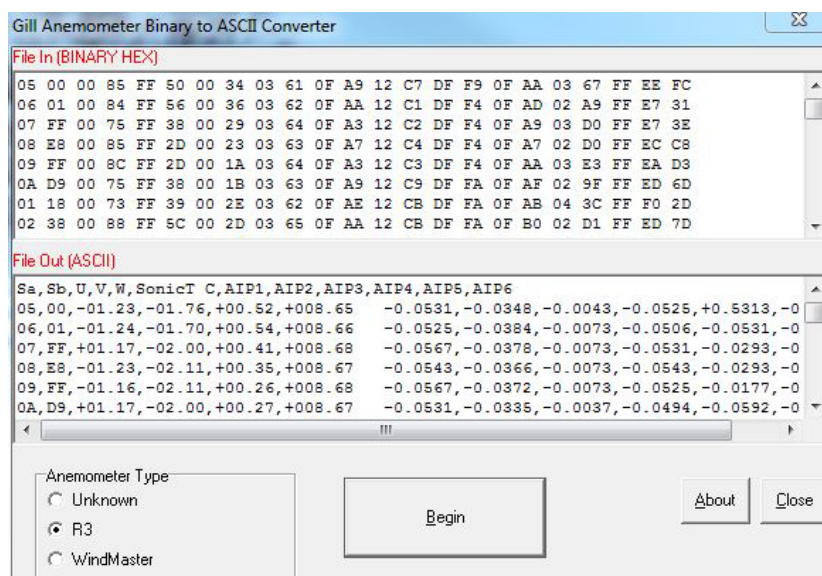 Gill Anemometer Binary to ASCII Converter
File In (BINARY HEX)
05 00 00 85 FF 50 00 34 03 61 0F A9 12 C7 DF F9 0F AA 03 67 FF EE FC
06 01 00 84 FF 56 00 36 03 62 0F AA 12 C1 DF F4 0F AD 02 A9 FF E7 31
07 FF 00 75 FF 38 00 29 03 64 0F A3 12 C2 DF F4 0F A9 03 D0 FF E7 3E
08 E8 00 85 FF 2D 00 23 03 63 0F A7 12 C4 DF F4 0F A7 02 D0 FF EC C8
09 FF 00 8C FF 2D 00 1A 03 64 0F A3 12 C3 DF F4 0F AA 03 E3 FF EA D3
0A D9 00 75 FF 38 00 1B 03 63 0F A9 12 C9 DF FA 0F AF 02 9F FF ED 6D
01 18 00 73 FF 39 00 2E 03 62 0F AE 12 CB DF FA 0F AB 04 3C FF F0 2D
02 38 00 88 FF 5C 00 2D 03 65 0F AA 12 CB DF FA 0F B0 02 D1 FF ED 7D
File Out (ASCII)
Sa,Sb,U,V,W,SonicT C,AIP1,AIP2,AIP3,AIP4,AIP5,AIP6
05,00,-01.23,-01.76,+00.52,+008.65 -0.0531,-0.0348,-0.0043,-0.0525,+0.5313,-0
06,01,-01.24,-01.70,+00.54,+008.66 -0.0525,-0.0384,-0.0073,-0.0506,-0.0531,-0
07,FF,+01.17,-02.00,+00.41,+008.68 -0.0567,-0.0378,-0.0073,-0.0531,-0.0293,-0
08,E8,-01.23,-02.11,+00.35,+008.67 -0.0543,-0.0366,-0.0073,-0.0543,-0.0293,-0
09,FF,-01.16,-02.11,+00.26,+008.68 -0.0567,-0.0372,-0.0073,-0.0525,-0.0177,-0
0A,D9,+01.17,-02.00,+00.27,+008.67 -0.0531,-0.0335,-0.0037,-0.0494,-0.0592,-0
Anemometer Type
Unknown
R3
WindMaster
Begin
About
Close